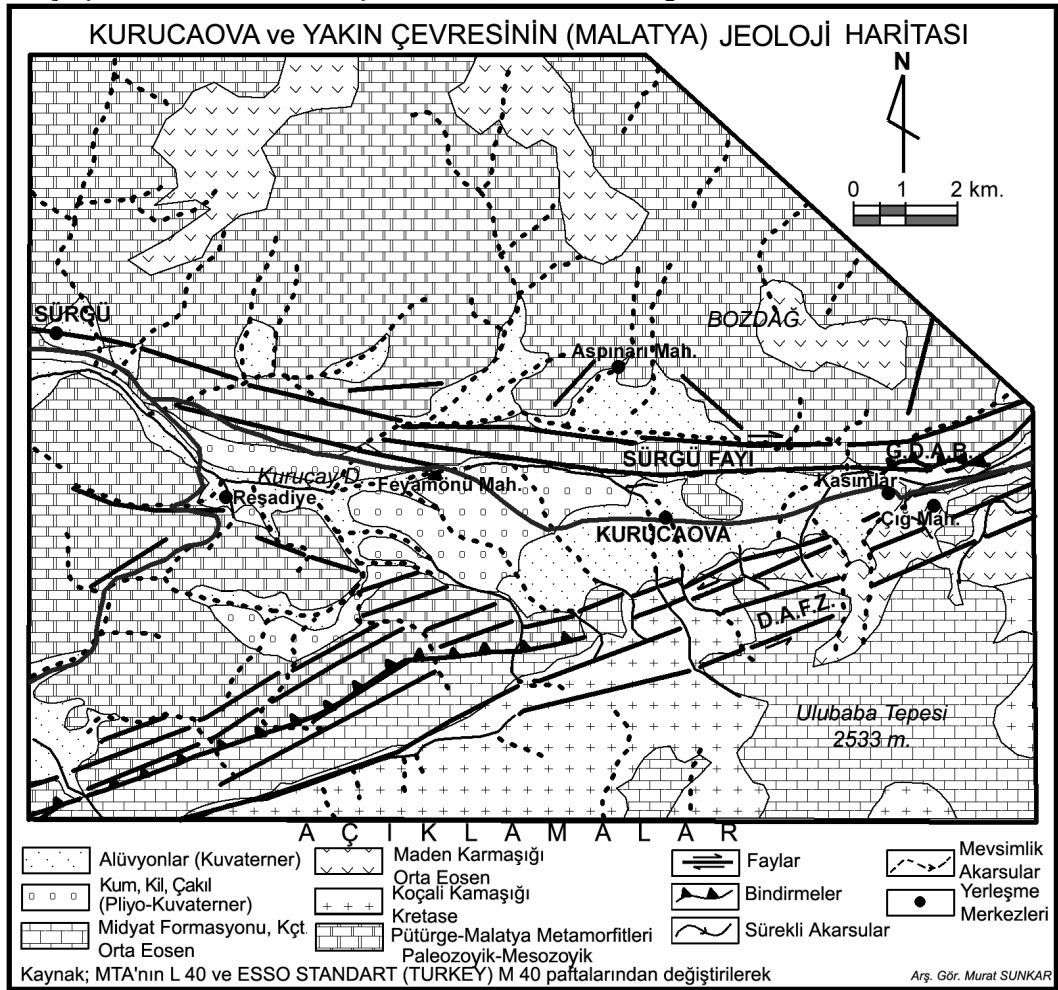 KURUCAOVA ve YAKIN ÇEVRESİNİN (MALATYA) JEOLOJİ HARİTASI
N
0 1 2 km.
SÜRGÜ
BOZDAĞ
Aspınarı Mah.
SÜRGÜ FAYI
G.D.A.B.
Kuruçay D.
Feyamönü Mah.
Kasımlar
Reşadiye
Çığ Mah.
KURUCAOVA
D.A.F.Z.
Ulubaba Tepesi
2533 m.
AÇIKLAMALAR
Alüvyonlar (Kuvaterner)
Kum, Kil, Çakıl
(Pliyo-Kuvaterner)
Midyat Formasyonu, Kçt.
Orta Eosen
Maden Karmaşığı
Orta Eosen
Koçali Kamaşığı
Kretase
Pütürge-Malatya Metamorfitleri
Paleozoyik-Mesozoyik
Faylar
Bindirmeler
Sürekli Akarsular
Mevsimlik
Akarsular
Yerleşme
Merkezleri
Kaynak; MTA'nın L 40 ve ESSO STANDART (TURKEY) M 40 paftalarından değiştirilerek
Arş. Gör. Murat SUNKAR